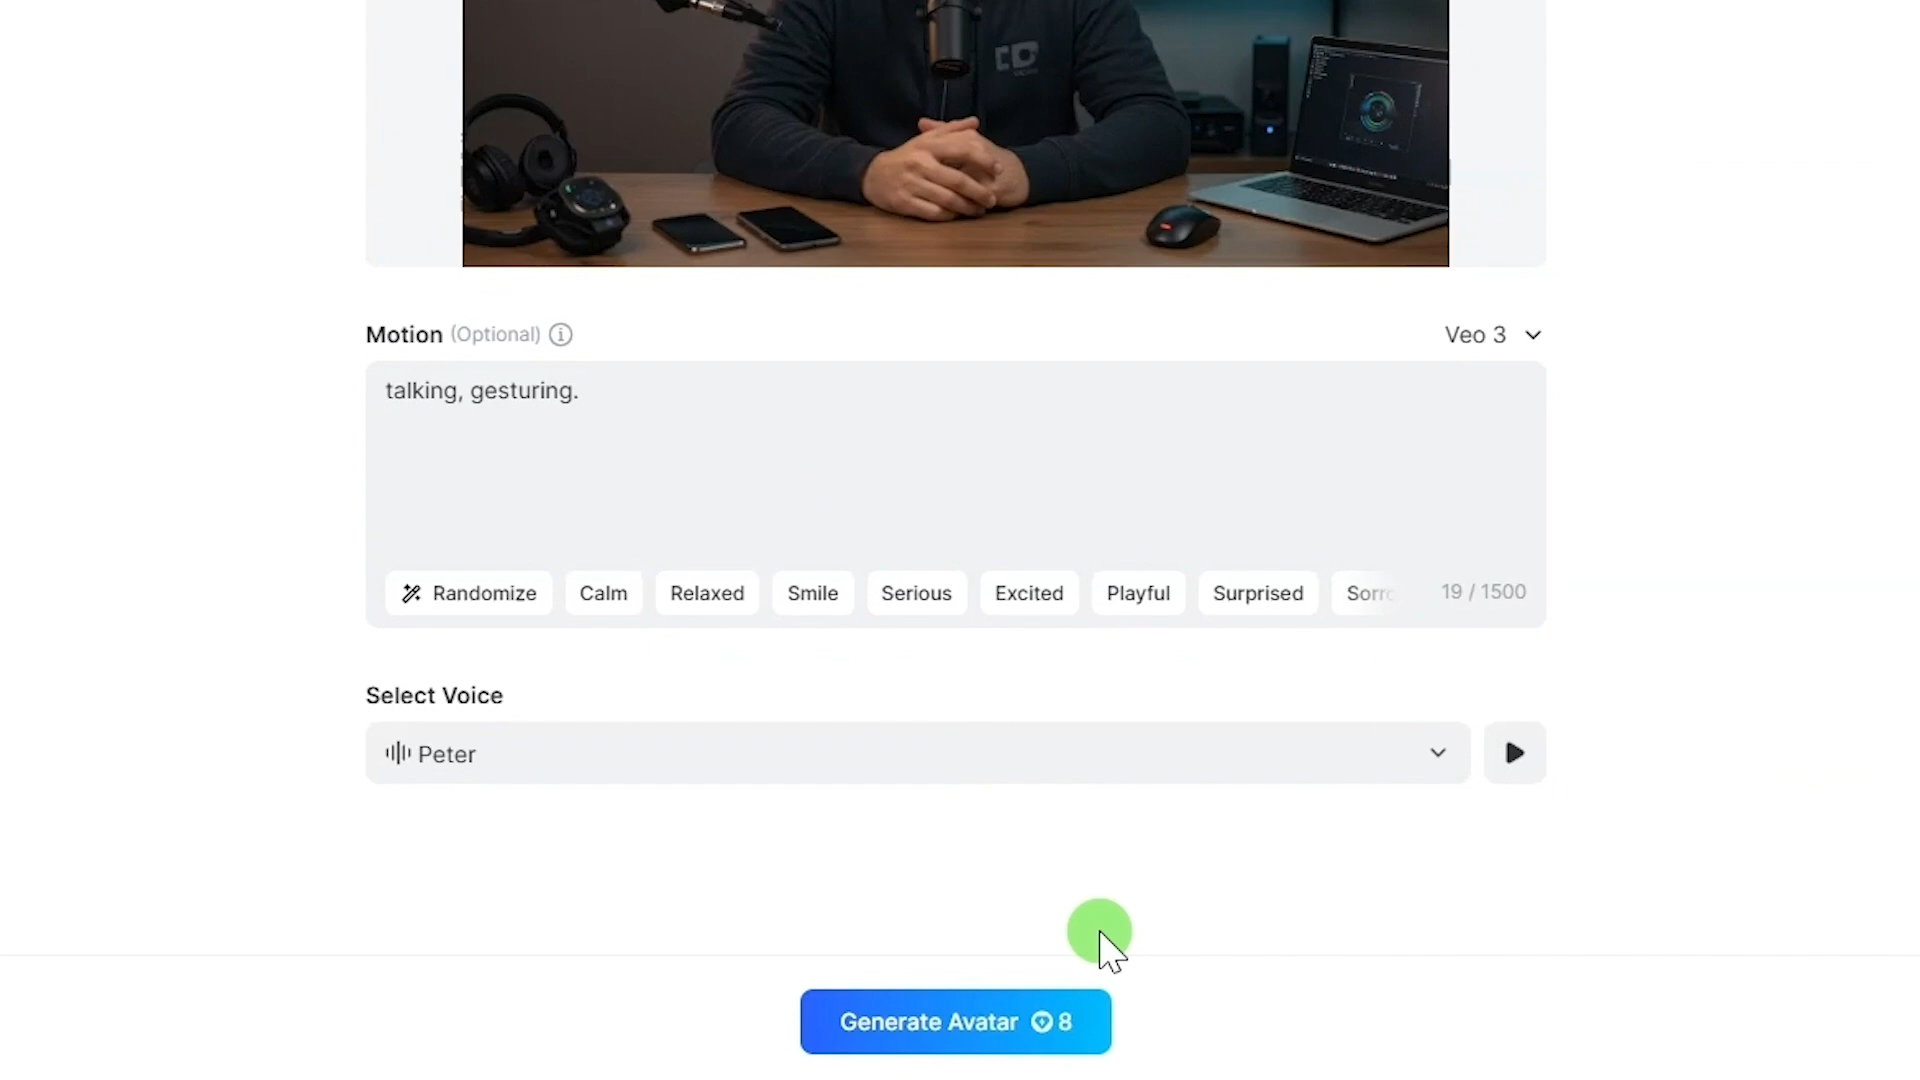 Motion (Optional)
Veo 3
talking, gesturing.
Randomize Calm Relaxed Smile Serious Excited Playful Surprised Sorro 19 / 1500
Select Voice
Peter
Generate Avatar 8